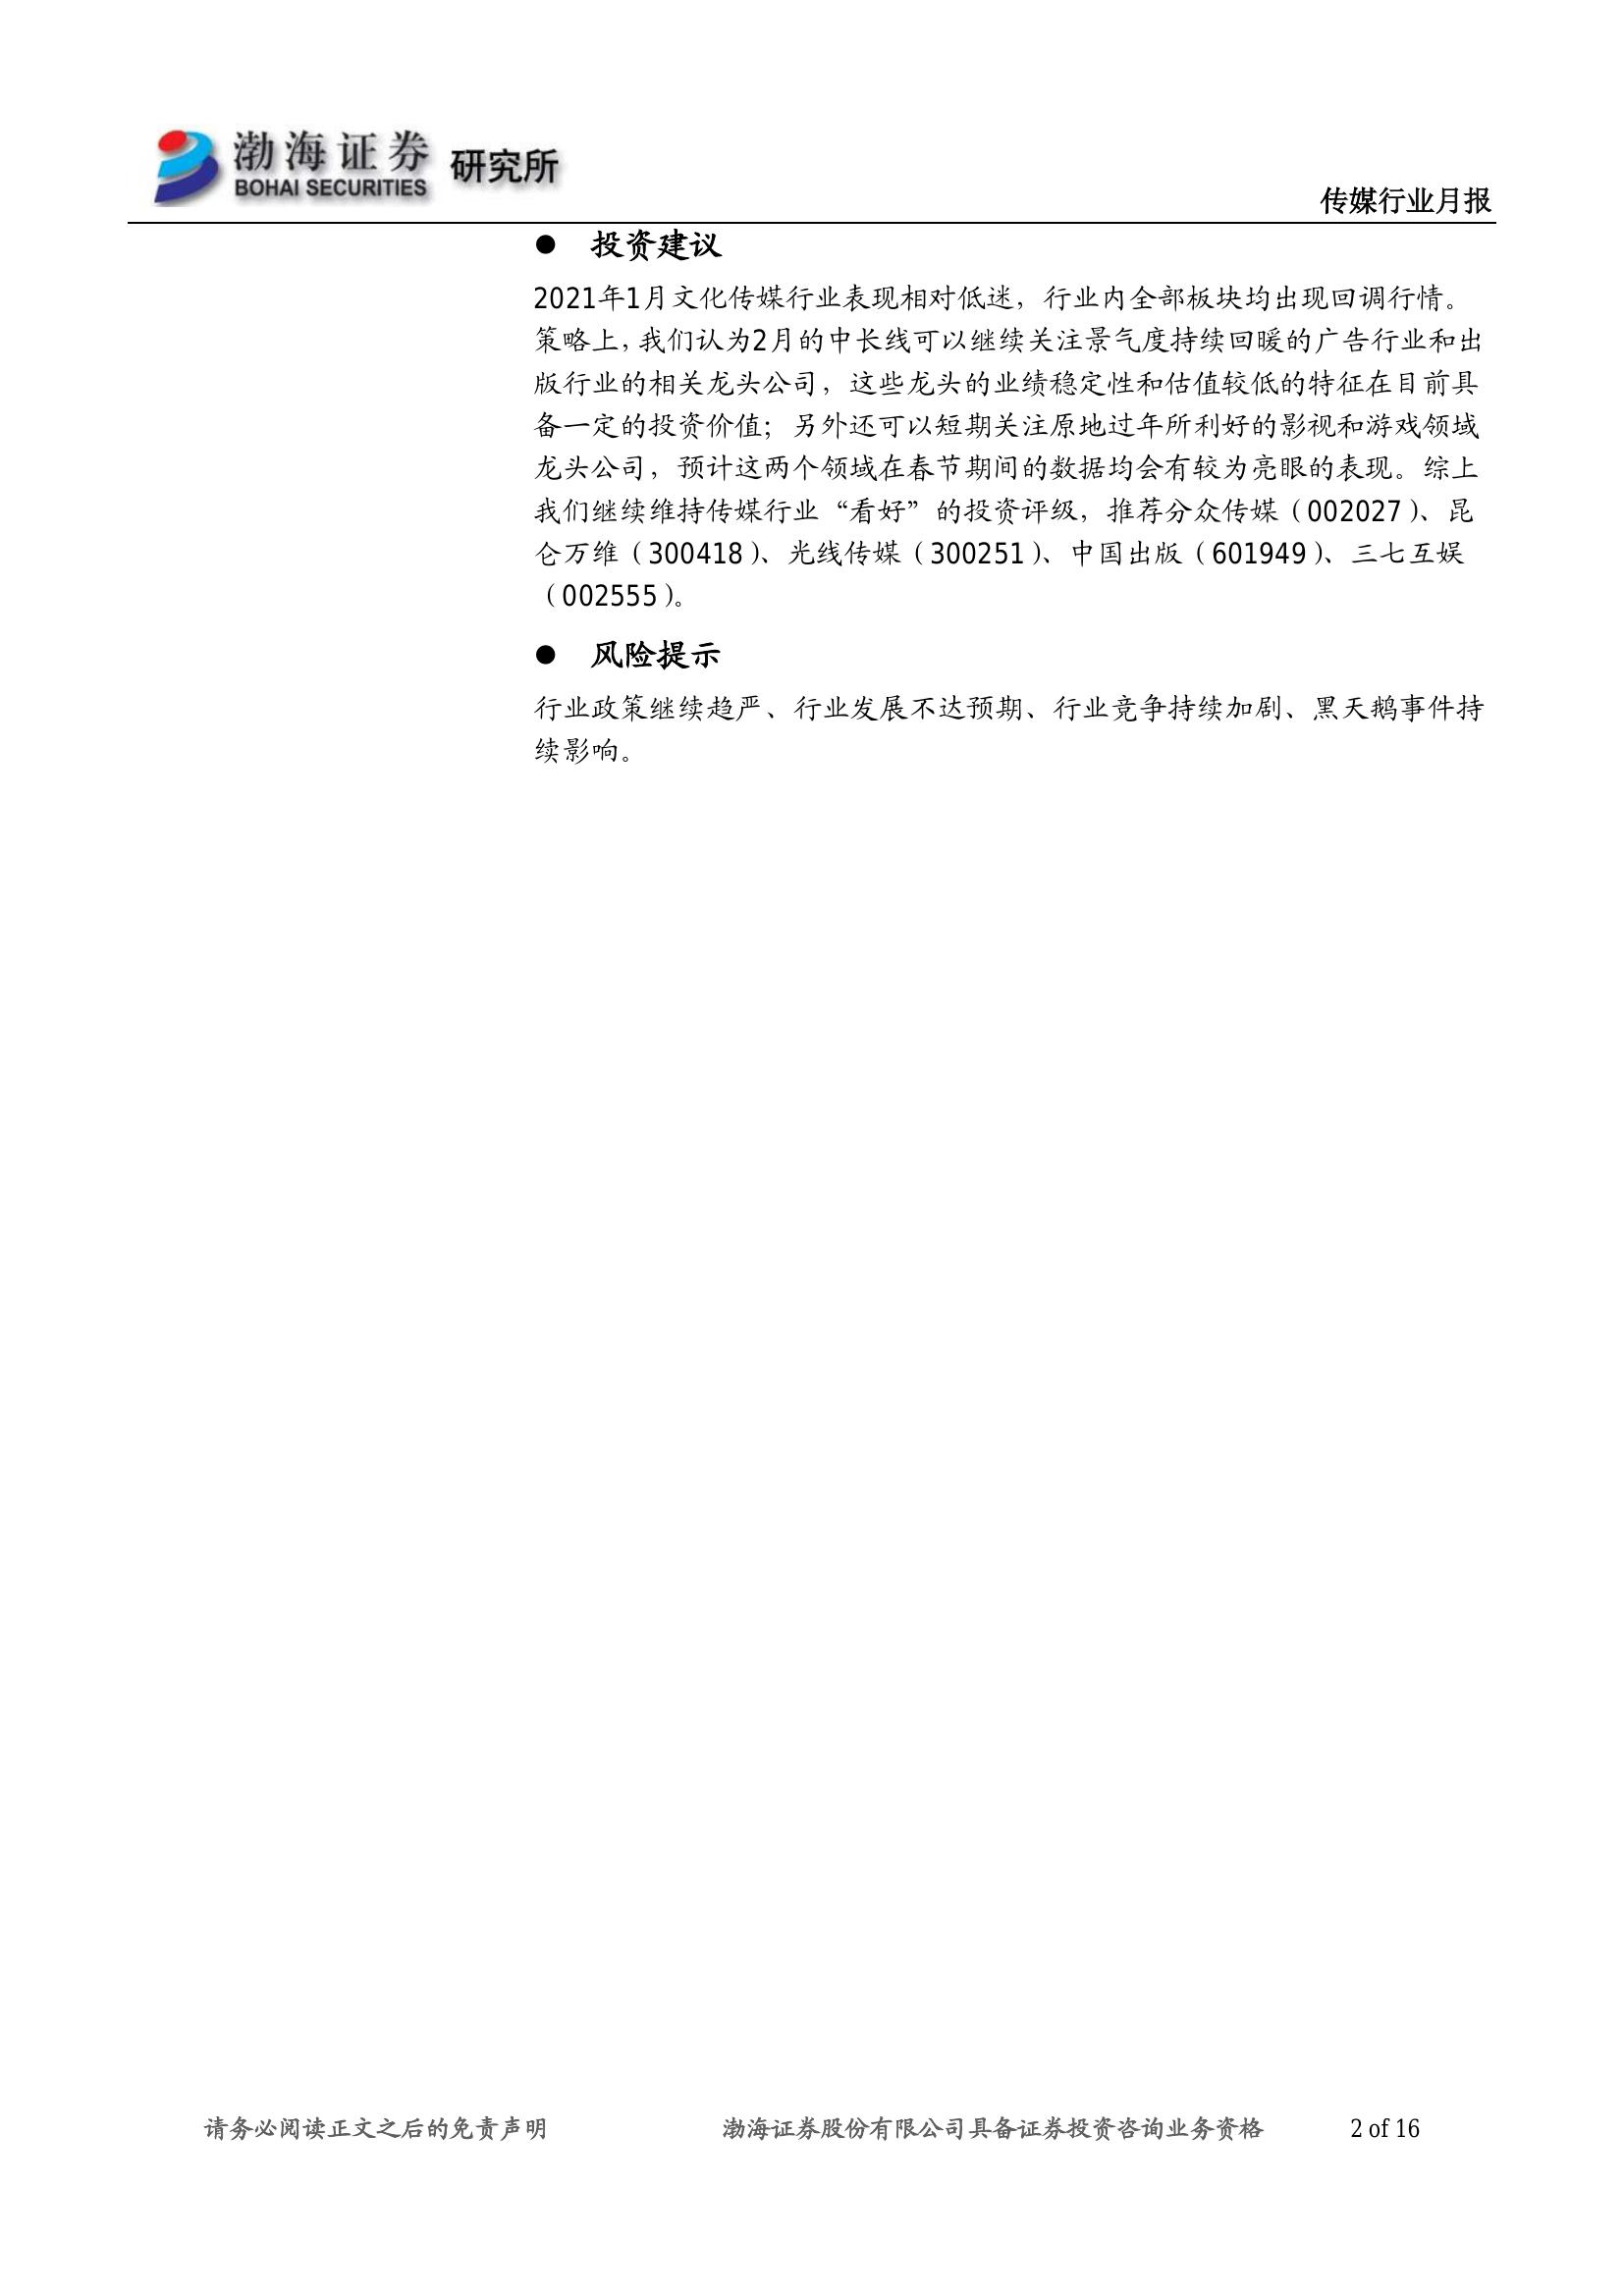 渤海证券 研究所
BOHAI SECURITIES
传媒行业月报
● 投资建议
2021年1月文化传媒行业表现相对低迷，行业内全部板块均出现回调行情。
策略上，我们认为2月的中长线可以继续关注景气度持续回暖的广告行业和出
版行业的相关龙头公司，这些龙头的业绩稳定性和估值较低的特征在目前具
备一定的投资价值；另外还可以短期关注原地过年所利好的影视和游戏领域
龙头公司，预计这两个领域在春节期间的数据均会有较为亮眼的表现。综上
我们继续维持传媒行业“看好”的投资评级，推荐分众传媒（002027）、昆
仑万维（300418）、光线传媒（300251）、中国出版（601949）、三七互娱
（002555）。
● 风险提示
行业政策继续趋严、行业发展不达预期、行业竞争持续加剧、黑天鹅事件持
续影响。
请务必阅读正文之后的免责声明 渤海证券股份有限公司具备证券投资咨询业务资格 2 of 16